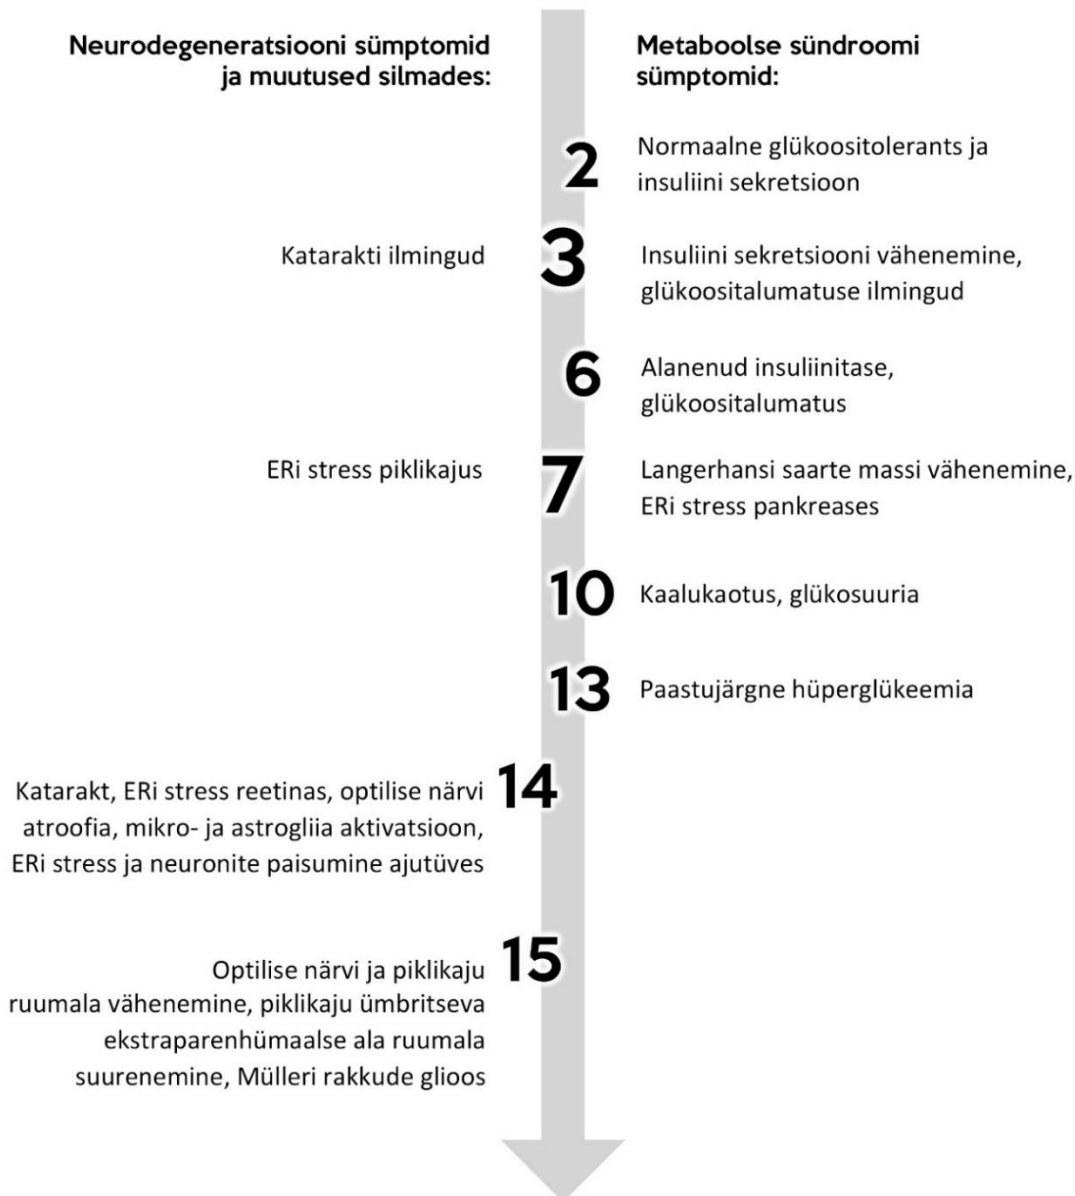 Neurodegeneratsiooni sümptomid
ja muutused silmades:
Metaboolse sündroomi
sümptomid:
2
Normaalne glükoositolerants ja
insuliini sekretsioon
Katarakti ilmingud
3
Insuliini sekretsiooni vähenemine,
glükoositalumatuse ilmingud
6
Alanenud insuliinitase,
glükoositalumatus
ERi stress piklikajus
7
Langerhansi saarte massi vähenemine,
ERi stress pankreases
10
Kaalukaotus, glükosuuria
13
Paastujärgne hüperglükeemia
14
Katarakt, ERi stress reetinas, optilise närvi
atroofia, mikro- ja astrogliia aktivatsioon,
ERi stress ja neuronite paisumine ajutüves
15
Optilise närvi ja piklikaju
ruumala vähenemine, piklikaju ümbritseva
ekstraparenhümaalse ala ruumala
suurenemine, Mülleri rakkude glioos